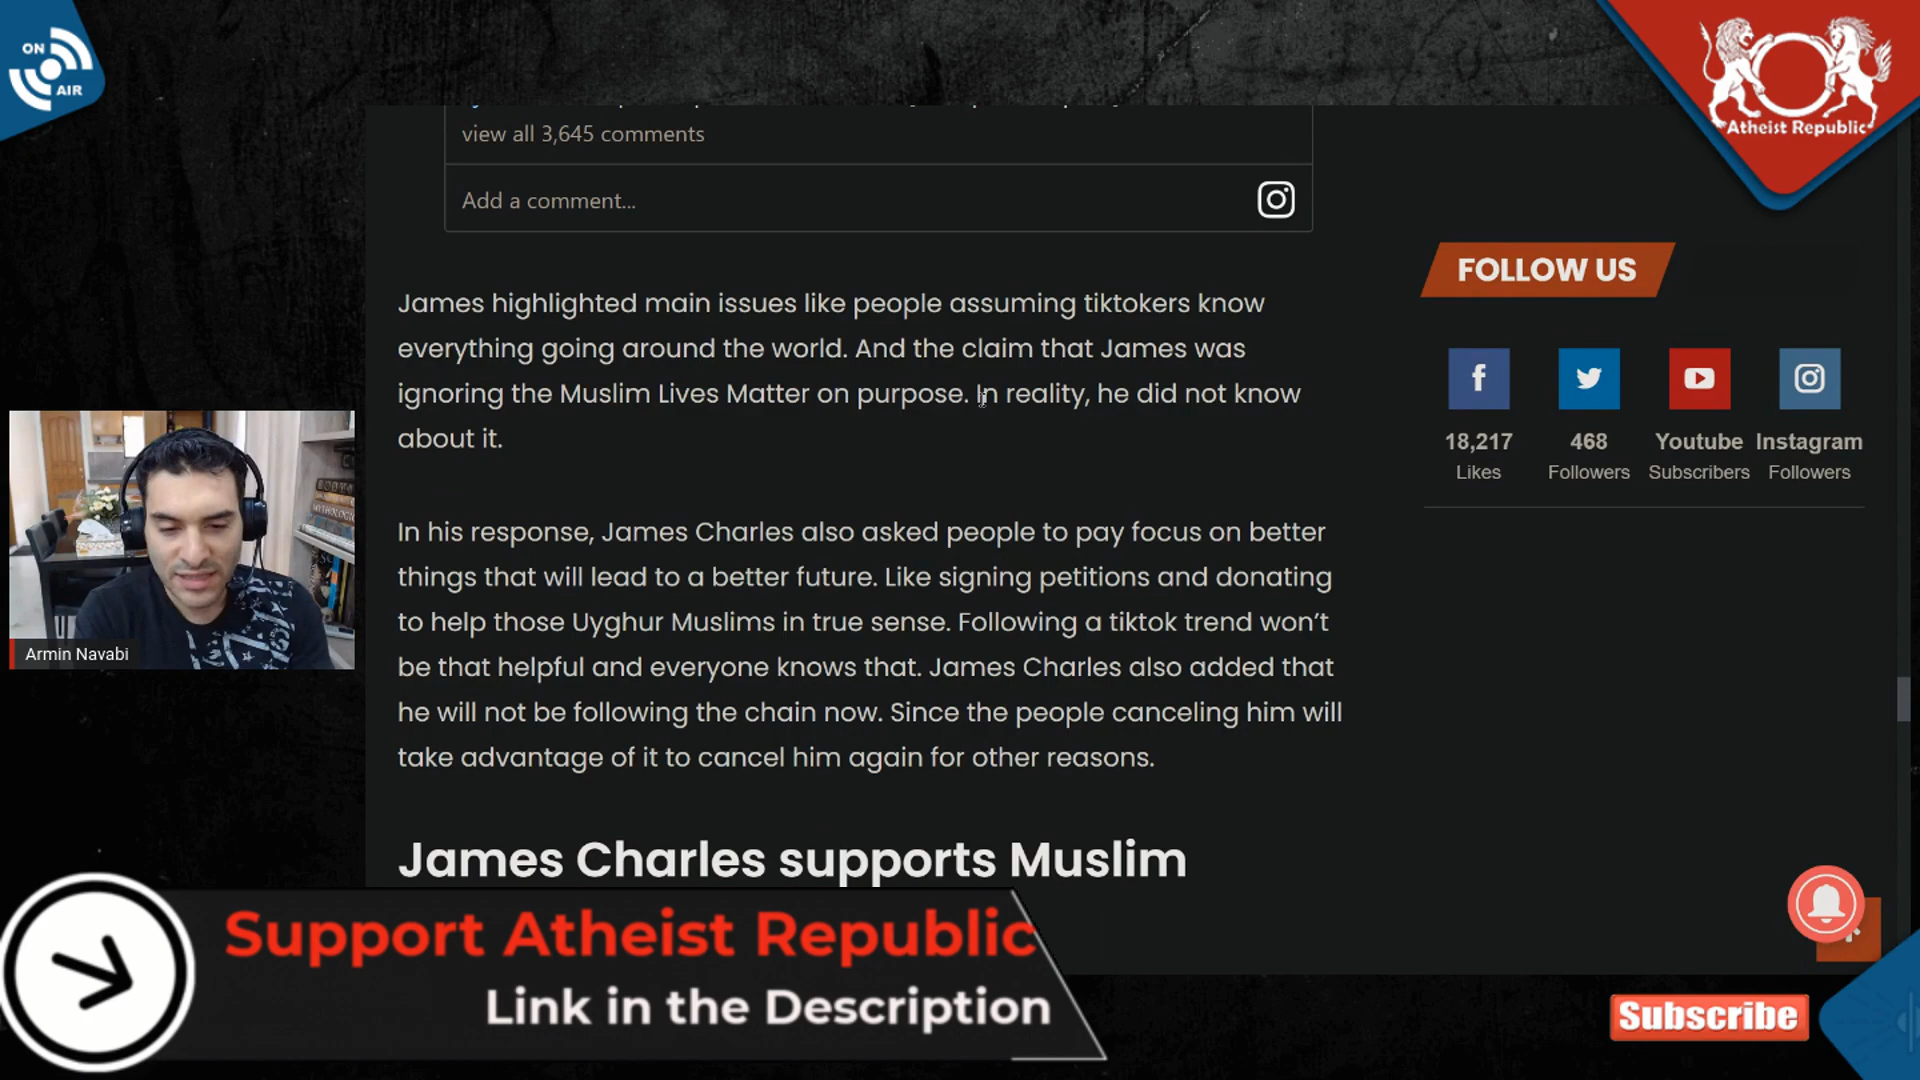 ON
AIR
Atheist Republic
view all 3,645 comments
Add a comment...
FOLLOW US
James highlighted main issues like people assuming tiktokers know
everything going around the world. And the claim that James was
ignoring the Muslim Lives Matter on purpose. In reality, he did not know
about it.
18,217
Likes
468
Followers
Youtube
Subscribers
Instagram
Followers
In his response, James Charles also asked people to pay focus on better
things that will lead to a better future. Like signing petitions and donating
to help those Uyghur Muslims in true sense. Following a tiktok trend won't
be that helpful and everyone knows that. James Charles also added that
he will not be following the chain now. Since the people canceling him will
take advantage of it to cancel him again for other reasons.
Armin Navabi
James Charles supports Muslim
Support Atheist Republic
Link in the Description
Subscribe